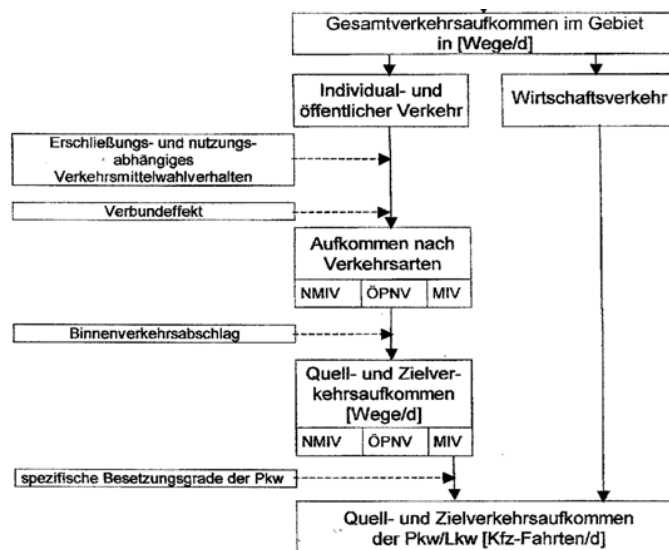 Gesamtverkehrsaufkommen im Gebiet
in [Wege/d]
Individual- und
öffentlicher Verkehr
Wirtschaftsverkehr
Erschließungs- und nutzungs-
abhängiges
Verkehrsmittelwahlverhalten
Verbundeffekt
Aufkommen nach
Verkehrsarten
NMIV ÖPNV MIV
Binnenverkehrsabschlag
Quell- und Zielver-
kehrsaufkommen
[Wege/d]
NMIV ÖPNV MIV
spezifische Besetzungsgrade der Pkw
Quell- und Zielverkehrsaufkommen
der Pkw/Lkw [Kfz-Fahrten/d]